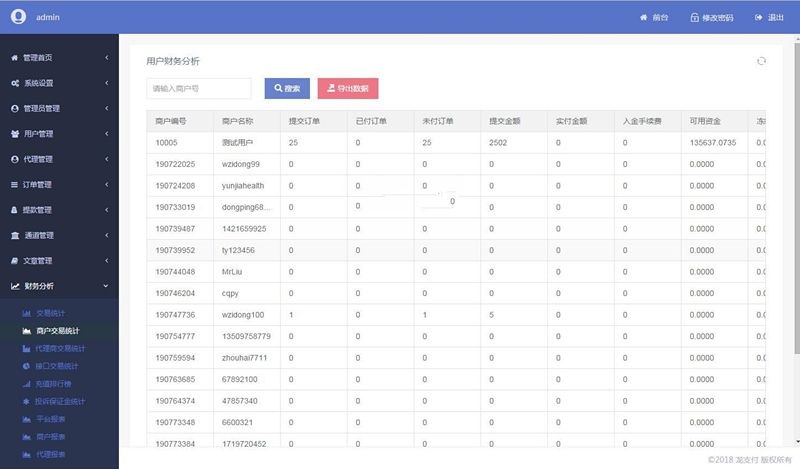 admin 前台 修改密码 退出
管理首页
系统设置
管理员管理
用户管理
代理管理
订单管理
提款管理
通道管理
文章管理
财务分析
交易统计
商户交易统计
代理商交易统计
接口交易统计
充值排行榜
投诉保证金统计
平台报表
商户报表
代理报表
用户财务分析
请输入商户号 搜索 导出数据
商户编号 商户名称 提交订单 已付订单 未付订单 提交金额 实付金额 入金手续费 可用资金 冻
10005 测试用户 25 0 25 2502 0 0 135637.0735 0.0
190722025 wzidong99 0 0 0 0 0 0 0.0000 0.0
190724208 yunjiahealth 0 0 0 0 0 0 0.0000 0.0
190733019 dongping68... 0 0 0 0 0 0 0.0000 0.0
190739487 1421659925 0 0 0 0 0 0 0.0000 0.0
190739952 ty123456 0 0 0 0 0 0 0.0000 0.0
190744048 MrLiu 0 0 0 0 0 0 0.0000 0.0
190746204 cqpy 0 0 0 0 0 0 0.0000 0.0
190747736 wzidong100 1 0 1 5 0 0 0.0000 0.0
190754777 13509758779 0 0 0 0 0 0 0.0000 0.0
190759594 zhouhai7711 0 0 0 0 0 0 0.0000 0.0
190763685 67892100 0 0 0 0 0 0 0.0000 0.0
190764374 47857340 0 0 0 0 0 0 0.0000 0.0
190773348 6600321 0 0 0 0 0 0 0.0000 0.0
190773384 1719720452 0 0 0 0 0 0 0.0000 0.0
©2018 龙支付 版权所有